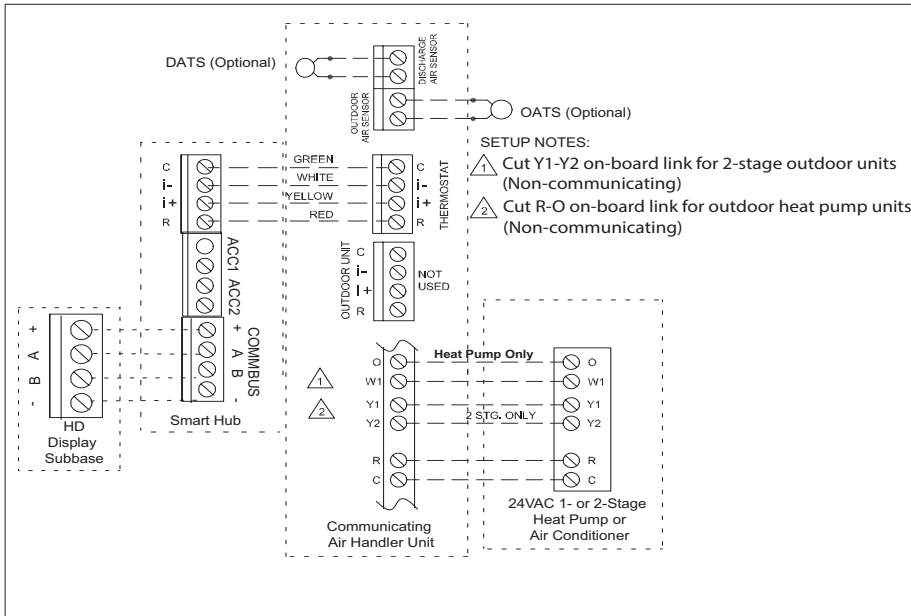 DATS (Optional)
DISCHARGE
AIR SENSOR
OUTDOOR
AIR SENSOR
OATS (Optional)
SETUP NOTES:
1 Cut Y1-Y2 on-board link for 2-stage outdoor units
(Non-communicating)
2 Cut R-O on-board link for outdoor heat pump units
(Non-communicating)
C
i-
i+
R
GREEN
WHITE
YELLOW
RED
C
i-
i+
R
THERMOSTAT
ACC1 ACC2
OUTDOOR UNIT
C
i-
I+
R
NOT
USED
+
A
B
-
COMMBUS
+
A
B
-
HD
Display
Subbase
Smart Hub
1
2
O
W1
Y1
Y2
R
C
Heat Pump Only
2 STG. ONLY
O
W1
Y1
Y2
R
C
Communicating
Air Handler Unit
24VAC 1- or 2-Stage
Heat Pump or
Air Conditioner